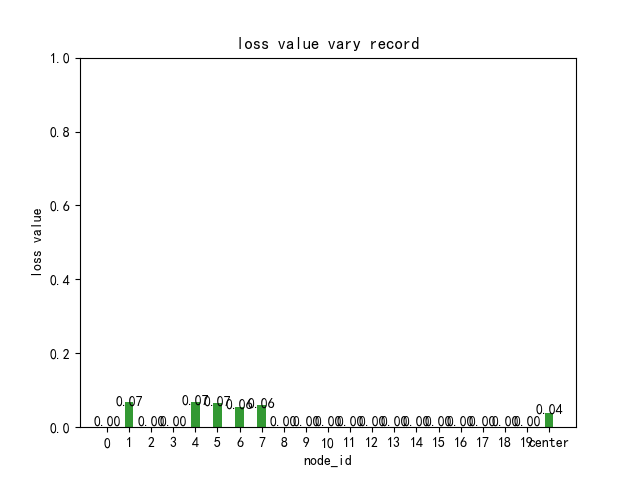 loss value vary record
1.0
0.8
0.6
0.4
0.2
0.0
loss value
0.00 0.07 0.00 0.00 0.07 0.07 0.06 0.06 0.00 0.00 0.00 0.00 0.00 0.00 0.00 0.00 0.00 0.00 0.00 0.00 0.04
0 1 2 3 4 5 6 7 8 9 10 11 12 13 14 15 16 17 18 19 center
node_id